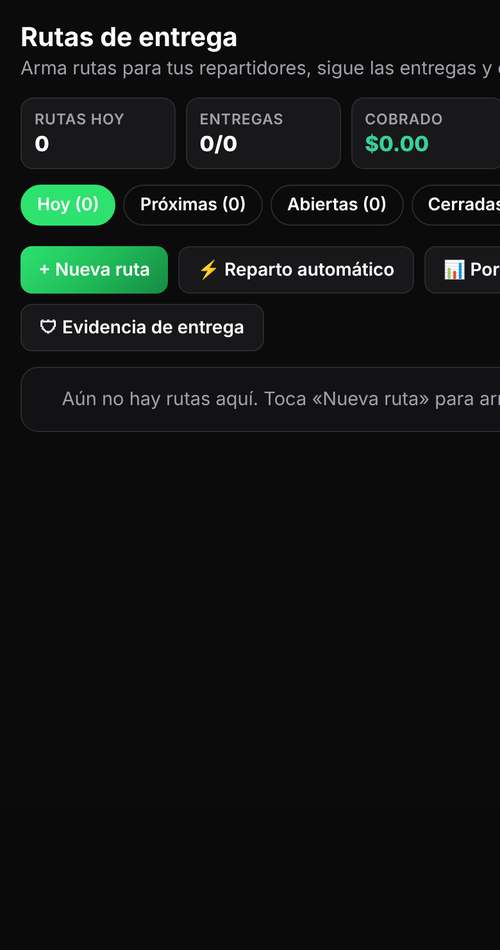 Rutas de entrega
Arma rutas para tus repartidores, sigue las entregas y
RUTAS HOY
0
ENTREGAS
0/0
COBRADO
$0.00
Hoy (0)
Próximas (0)
Abiertas (0)
Cerradas
+ Nueva ruta
⚡ Reparto automático
📊 Por
🛡 Evidencia de entrega
Aún no hay rutas aquí. Toca «Nueva ruta» para